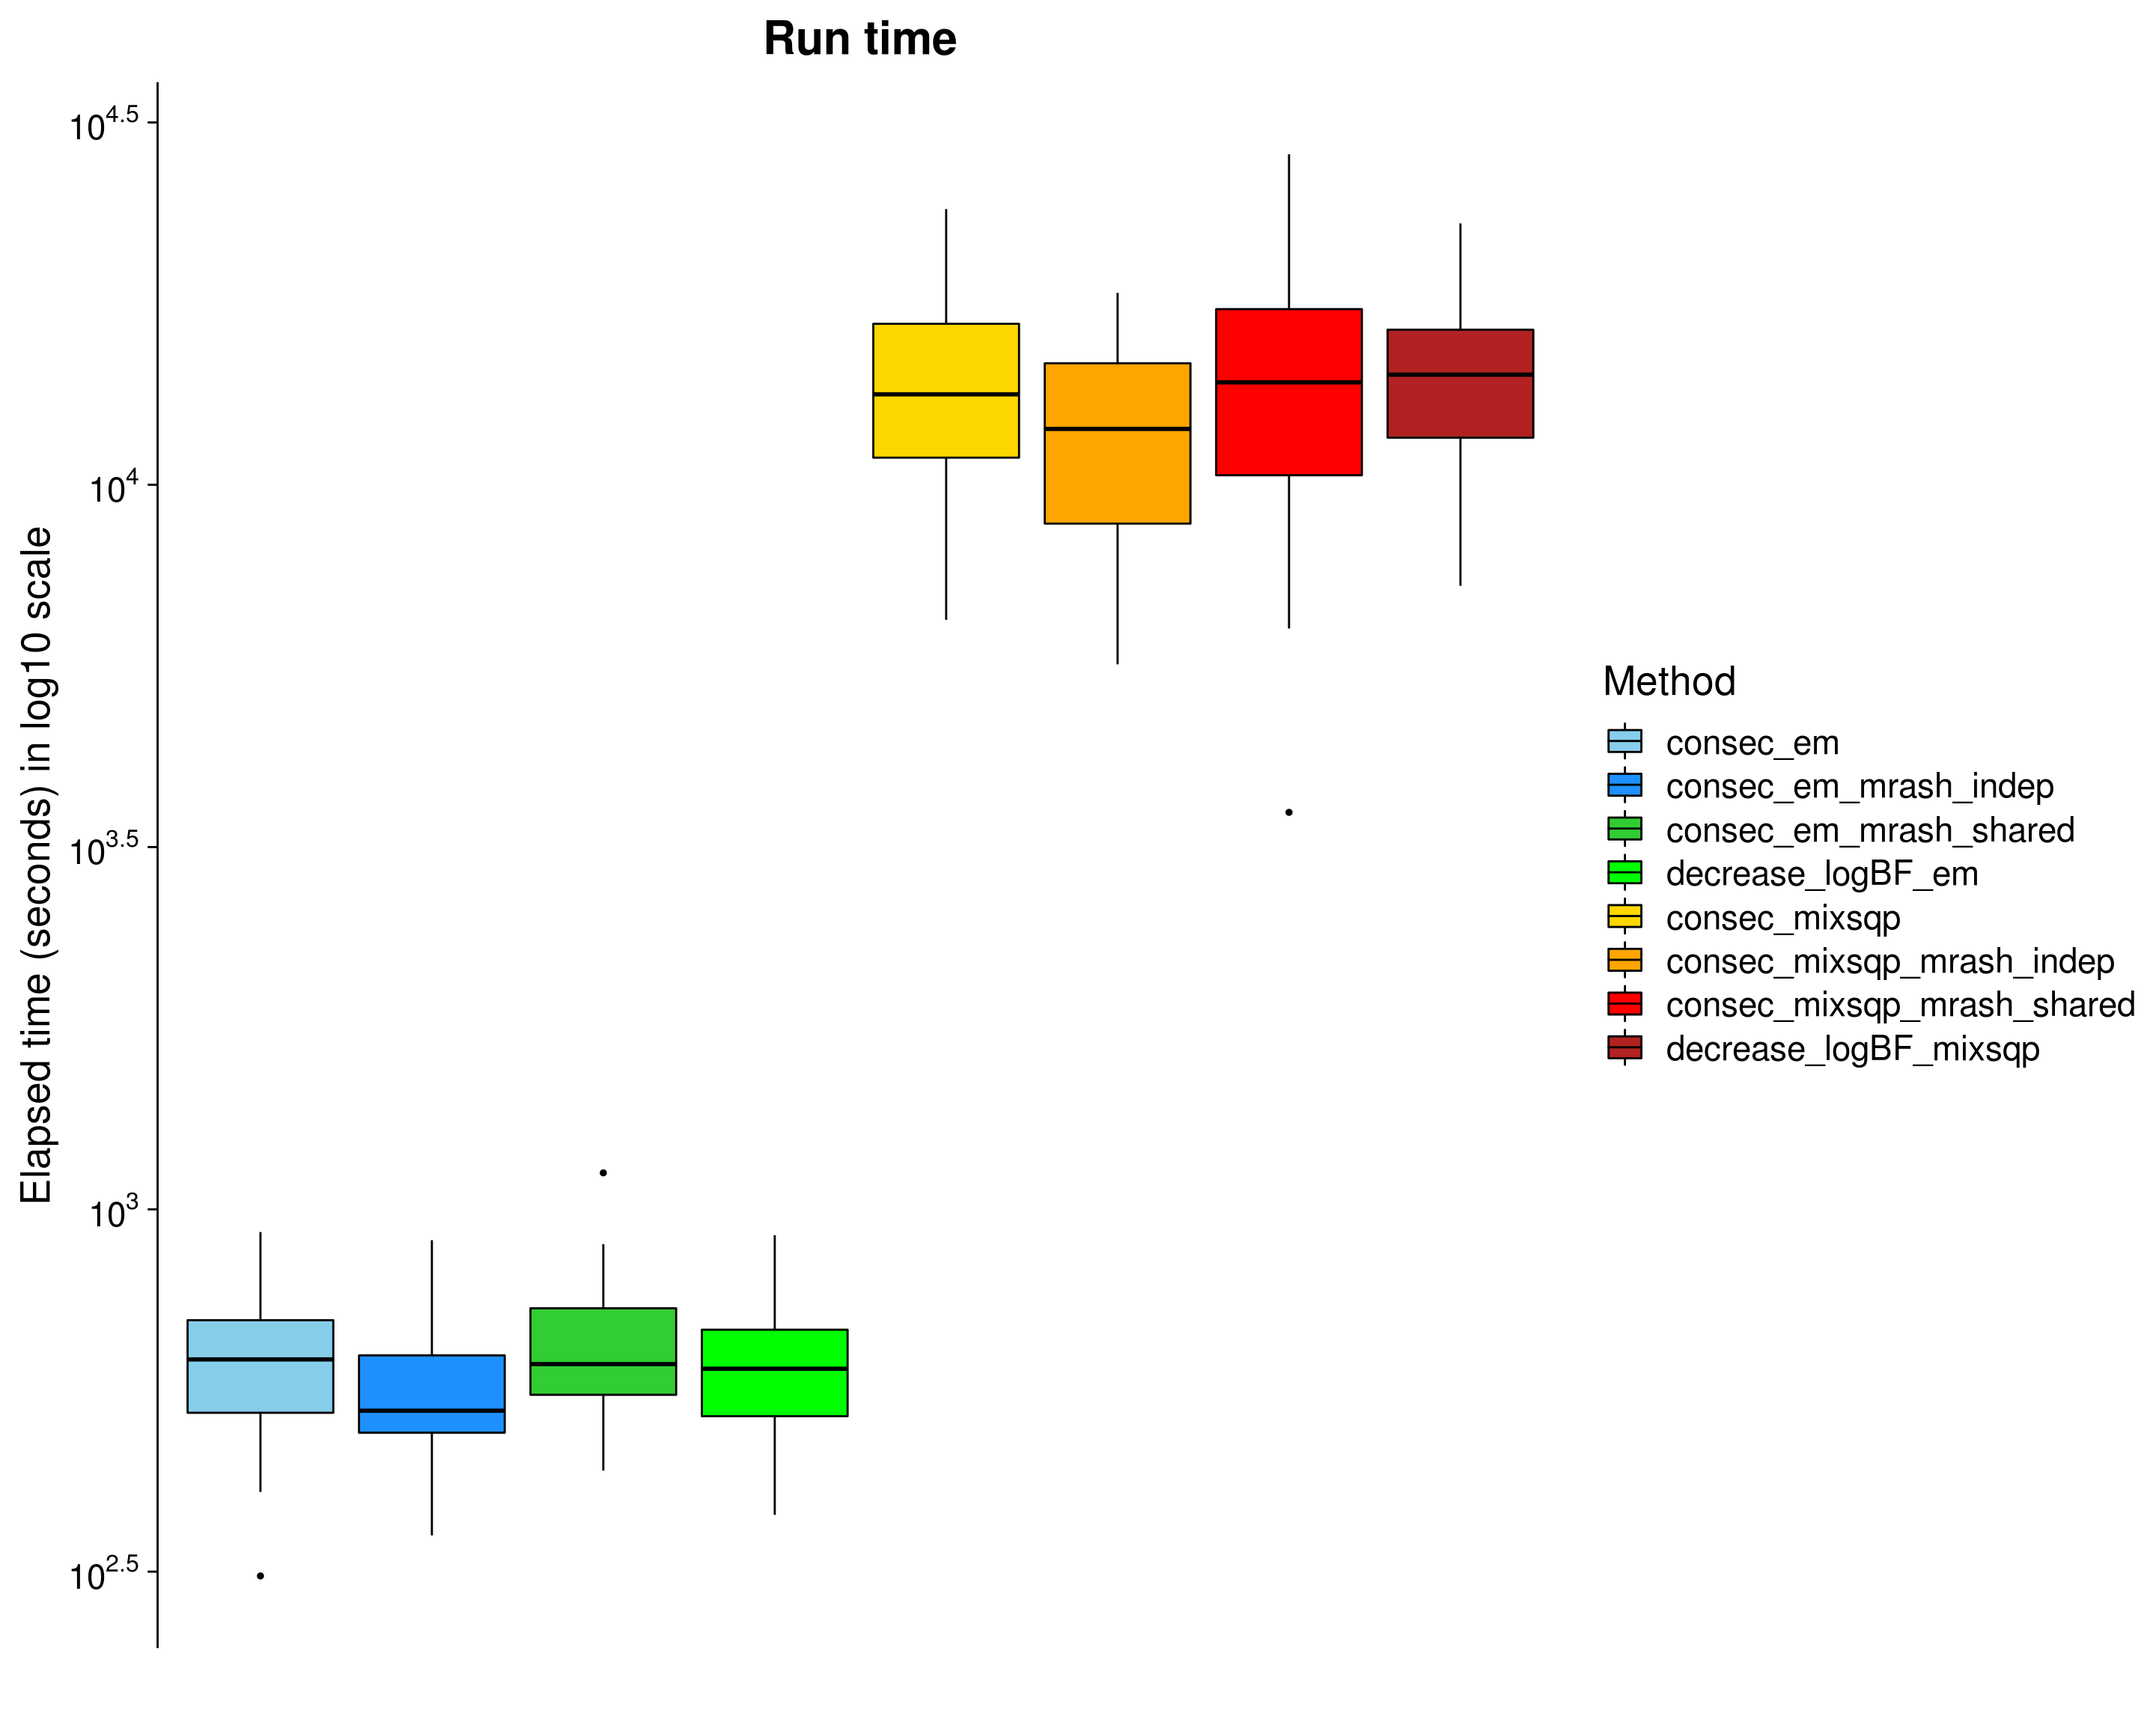 Run time
Elapsed time (seconds) in log10 scale
10^4.5
10^4
10^3.5
10^3
10^2.5
Method
consec_em
consec_em_mrash_indep
consec_em_mrash_shared
decrease_logBF_em
consec_mixsqp
consec_mixsqp_mrash_indep
consec_mixsqp_mrash_shared
decrease_logBF_mixsqp